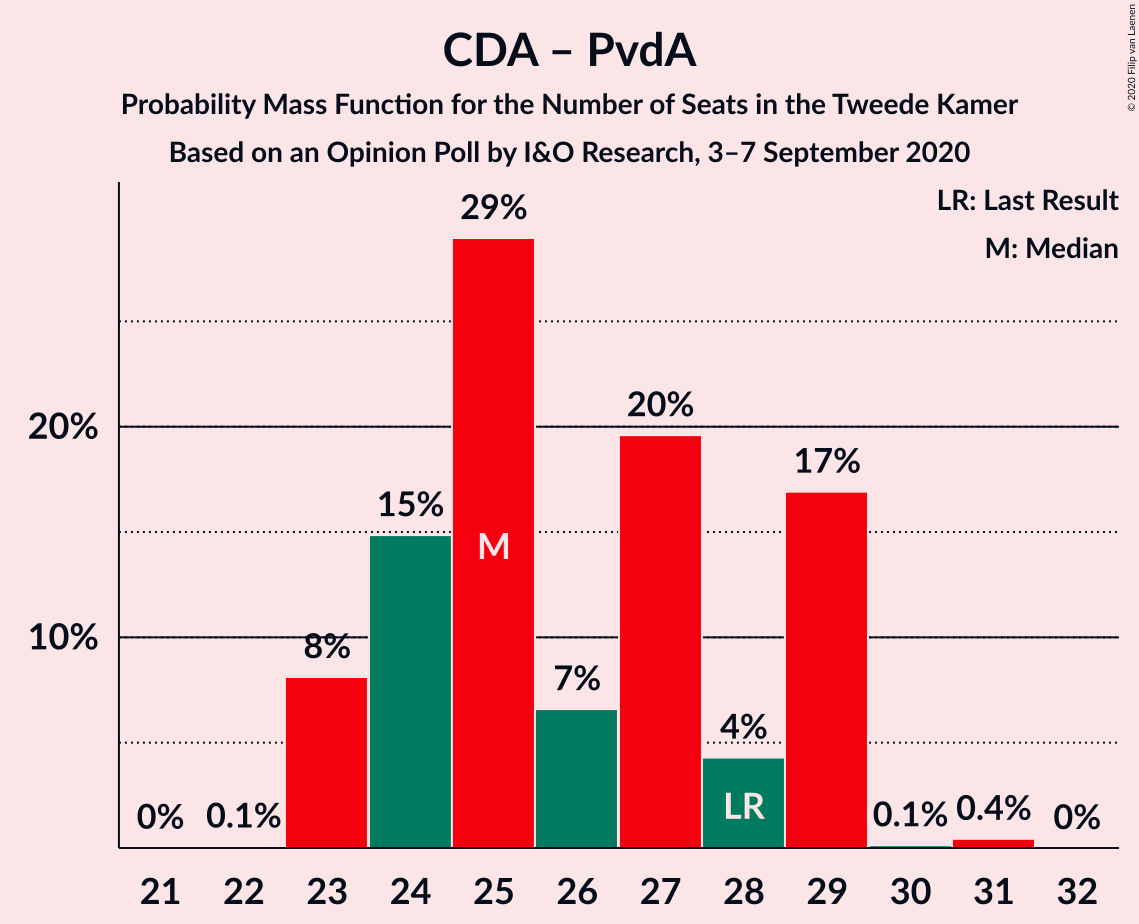 CDA – PvdA
Probability Mass Function for the Number of Seats in the Tweede Kamer
Based on an Opinion Poll by I&O Research, 3–7 September 2020
© 2020 Filip van Laenen
LR: Last Result
M: Median
29%
20%
20%
17%
15%
M
10%
8%
7%
4%
LR
0%
0.1%
0.1%
0.4%
0%
21 22 23 24 25 26 27 28 29 30 31 32